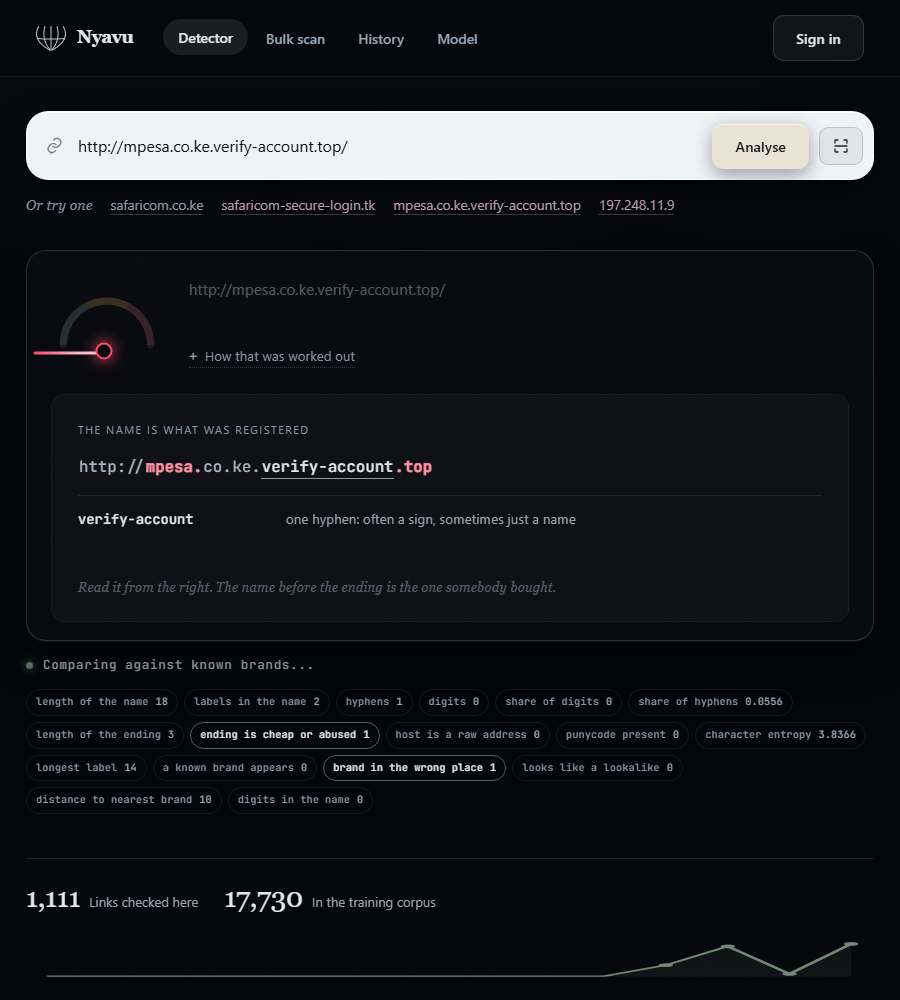 Nyavu Detector Bulk scan History Model Sign in
http://mpesa.co.ke.verify-account.top/ Analyse
Or try one safaricom.co.ke safaricom-secure-login.tk mpesa.co.ke.verify-account.top 197.248.11.9
http://mpesa.co.ke.verify-account.top/
+ How that was worked out
THE NAME IS WHAT WAS REGISTERED
http://mpesa.co.ke.verify-account.top
verify-account one hyphen: often a sign, sometimes just a name
Read it from the right. The name before the ending is the one somebody bought.
Comparing against known brands...
length of the name 18 labels in the name 2 hyphens 1 digits 0 share of digits 0 share of hyphens 0.0556
length of the ending 3 ending is cheap or abused 1 host is a raw address 0 punycode present 0 character entropy 3.8366
longest label 14 a known brand appears 0 brand in the wrong place 1 looks like a lookalike 0
distance to nearest brand 10 digits in the name 0
1,111 Links checked here 17,730 In the training corpus